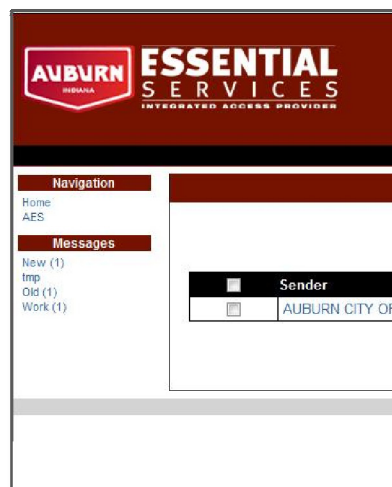 AUBURN
INDIANA
ESSENTIAL
SERVICES
INTEGRATED ACCESS PROVIDER
Navigation
Home
AES
Messages
New (1)
tmp
Old (1)
Work (1)
Sender
AUBURN CITY OF